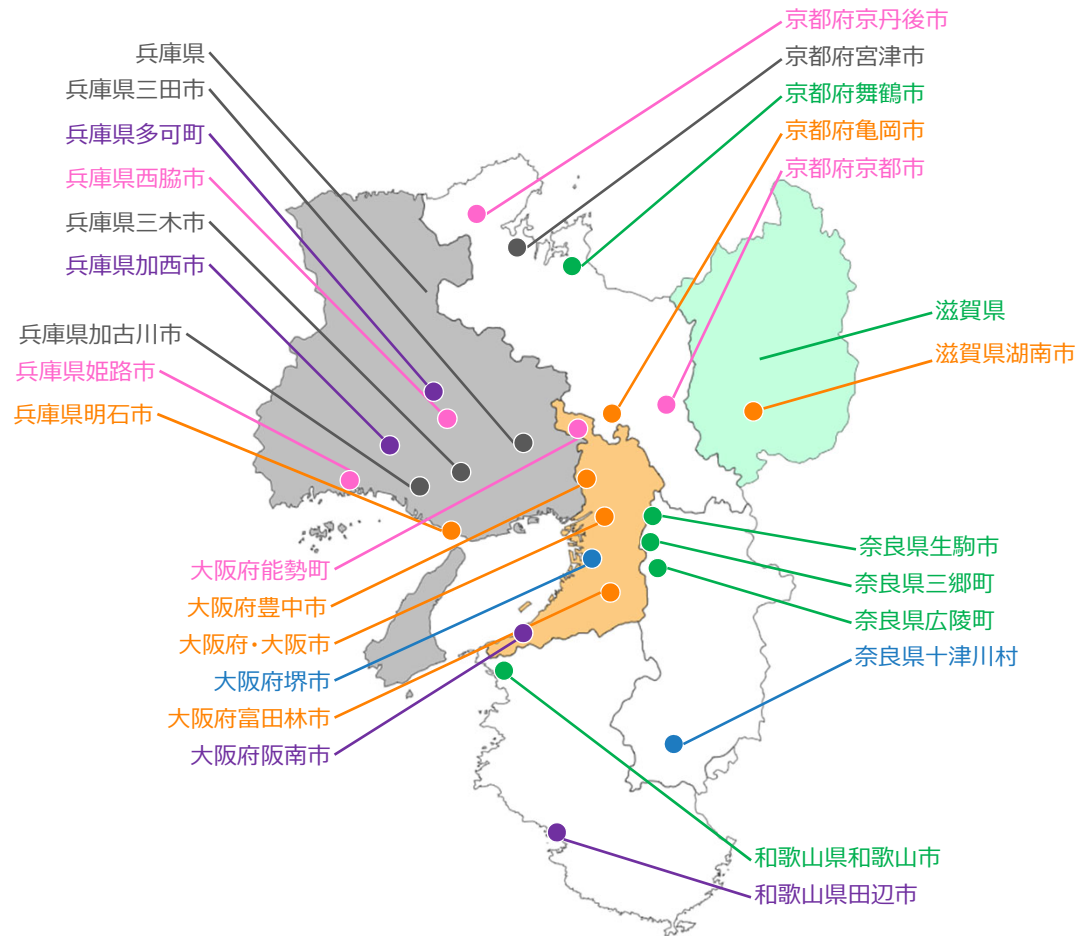 兵庫県
兵庫県三田市
兵庫県多可町
兵庫県西脇市
兵庫県三木市
兵庫県加西市
兵庫県加古川市
兵庫県姫路市
兵庫県明石市
京都府京丹後市
京都府宮津市
京都府舞鶴市
京都府亀岡市
京都府京都市
滋賀県
滋賀県湖南市
大阪府能勢町
大阪府豊中市
大阪府・大阪市
大阪府堺市
大阪府富田林市
大阪府阪南市
奈良県生駒市
奈良県三郷町
奈良県広陵町
奈良県十津川村
和歌山県和歌山市
和歌山県田辺市